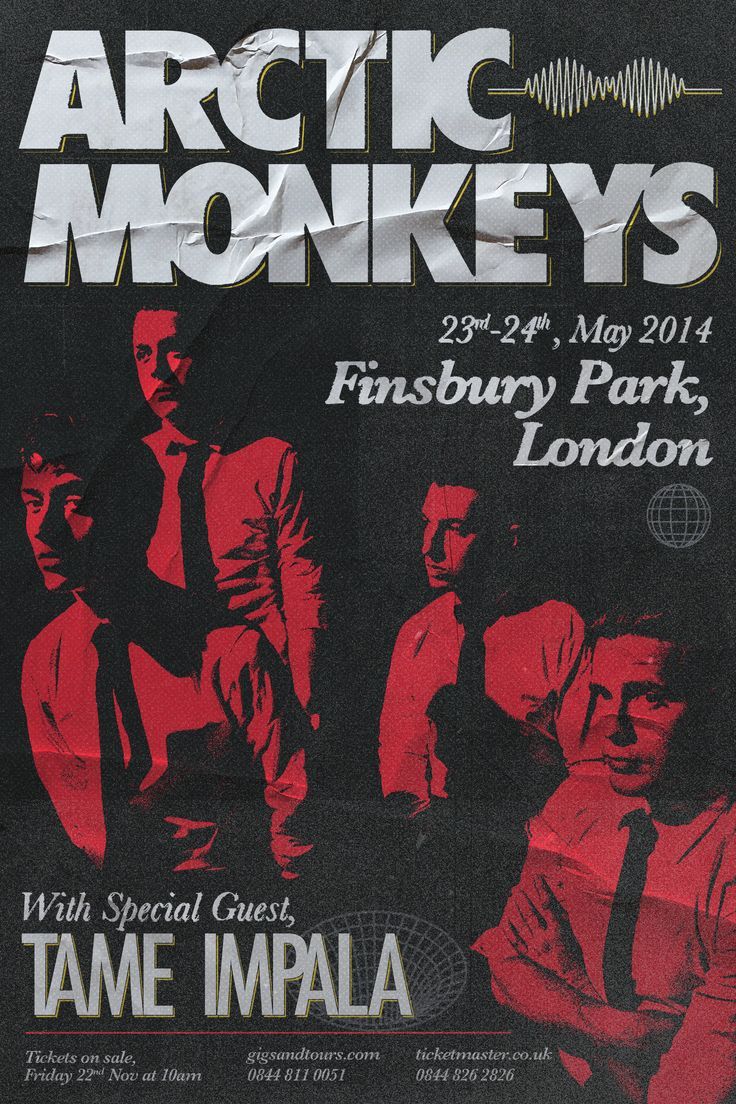 ARCTIC
MONKEYS
23rd-24th, May 2014
Finsbury Park,
London
With Special Guest,
TAME IMPALA
Tickets on sale,
Friday 22nd Nov at 10am
gigsandtours.com
0844 811 0051
ticketmaster.co.uk
0844 826 2826